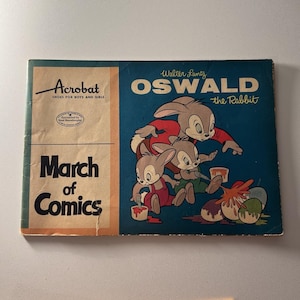 Acrobat
SHOES FOR BOYS AND GIRLS
March
of
Comics
Walter Lantz
OSWALD
the Rabbit